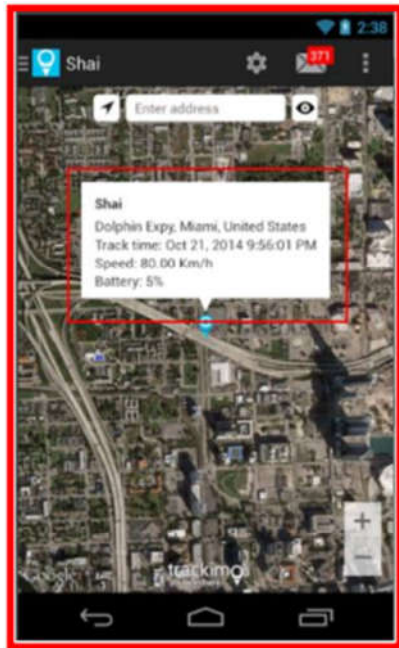 2:38
Shai
371
Enter address
Shai
Dolphin Expy, Miami, United States
Track time: Oct 21, 2014 9:56:01 PM
Speed: 80.00 Km/h
Battery: 5%
+
−
Google
trackimo